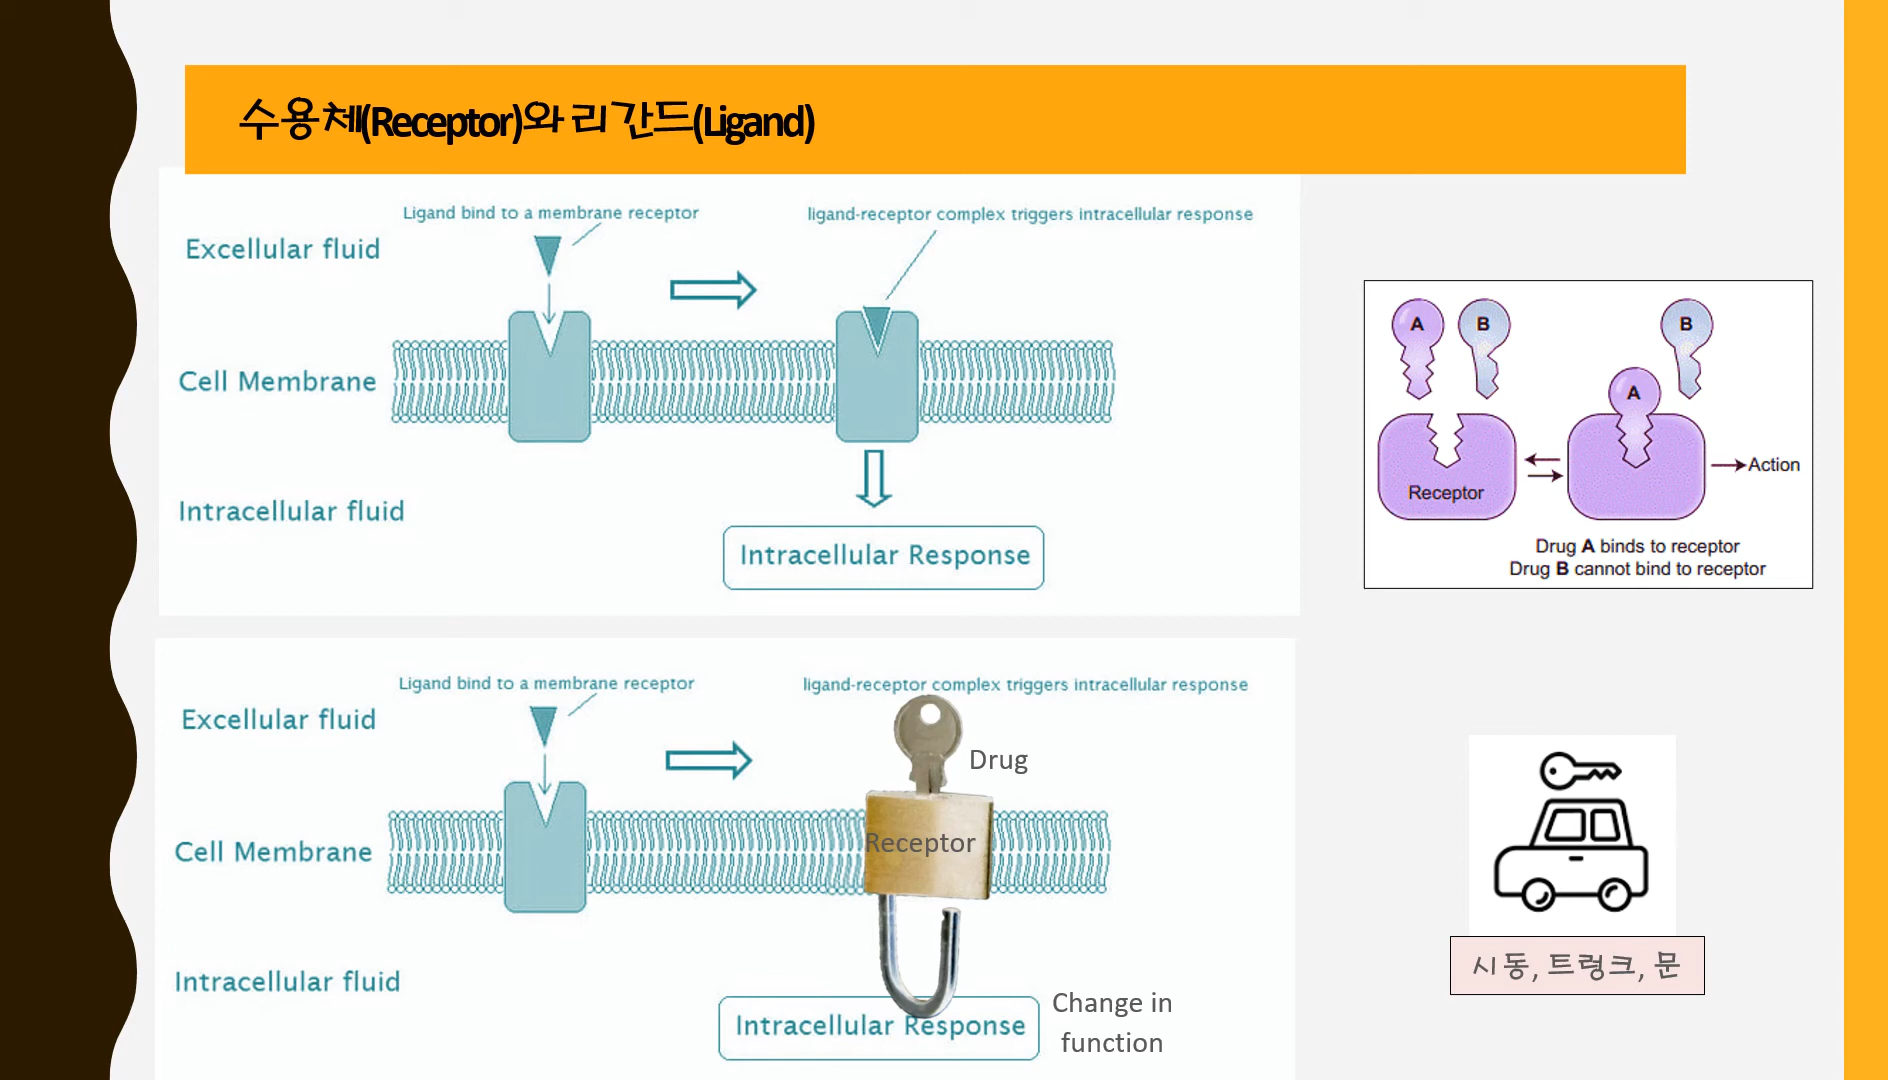 수용체(Receptor)와 리간드(Ligand)
Ligand bind to a membrane receptor
ligand-receptor complex triggers intracellular response
Excellular fluid
Cell Membrane
Intracellular fluid
Intracellular Response
A
B
B
A
Receptor
Action
Drug A binds to receptor
Drug B cannot bind to receptor
Ligand bind to a membrane receptor
ligand-receptor complex triggers intracellular response
Excellular fluid
Drug
Cell Membrane
Receptor
Intracellular fluid
Intracellular Response
Change in
function
시동, 트렁크, 문